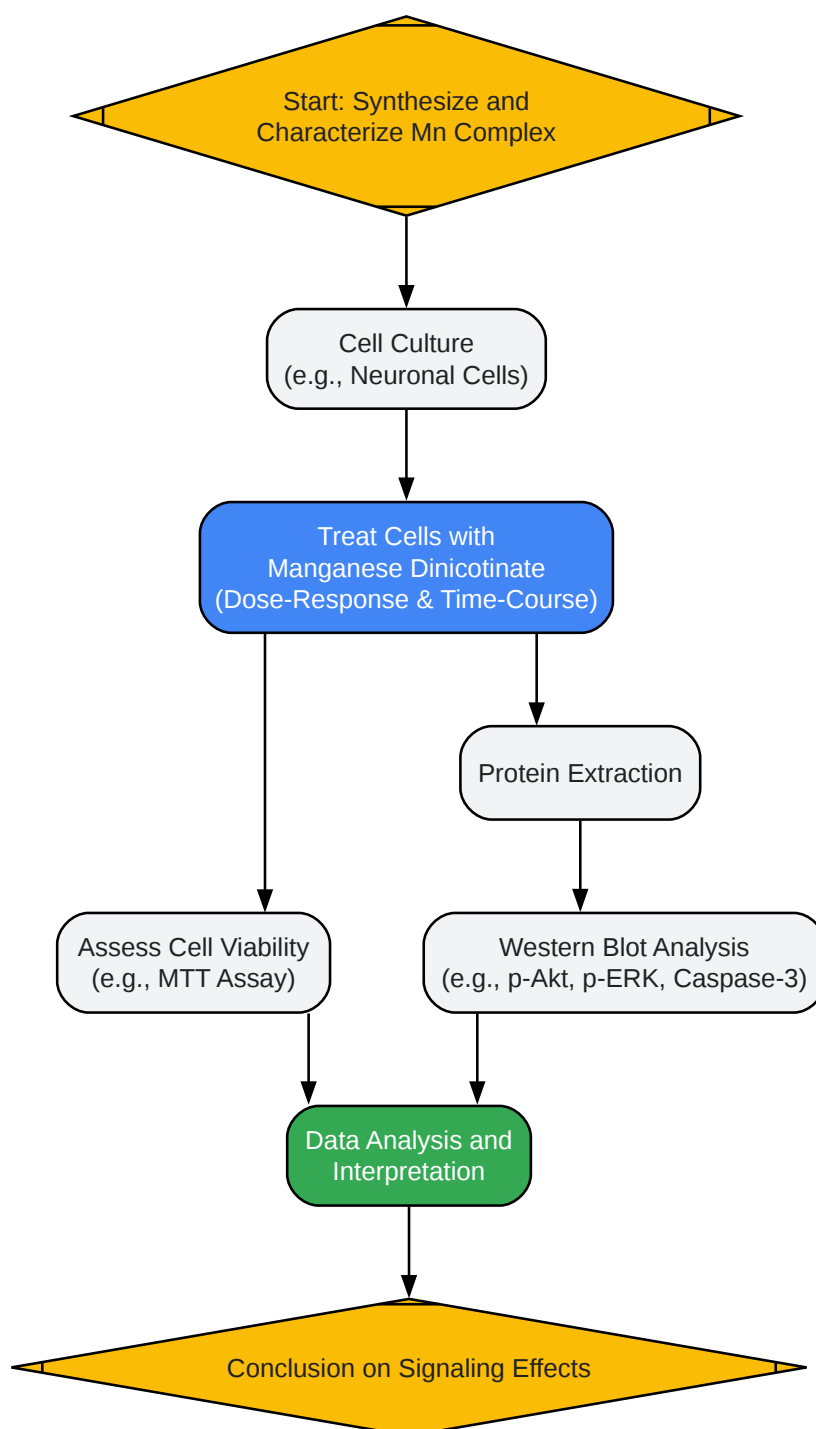 Start: Synthesize and
Characterize Mn Complex
Cell Culture
(e.g., Neuronal Cells)
Treat Cells with
Manganese Dinicotinate
(Dose-Response & Time-Course)
Protein Extraction
Assess Cell Viability
(e.g., MTT Assay)
Western Blot Analysis
(e.g., p-Akt, p-ERK, Caspase-3)
Data Analysis and
Interpretation
Conclusion on Signaling Effects